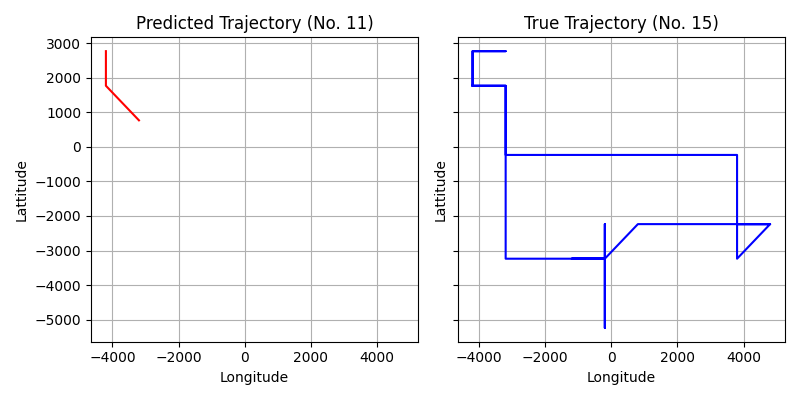 Predicted Trajectory (No. 11)
True Trajectory (No. 15)
3000
2000
1000
0
−1000
−2000
−3000
−4000
−5000
Lattitude
Lattitude
−4000 −2000 0 2000 4000
−4000 −2000 0 2000 4000
Longitude
Longitude